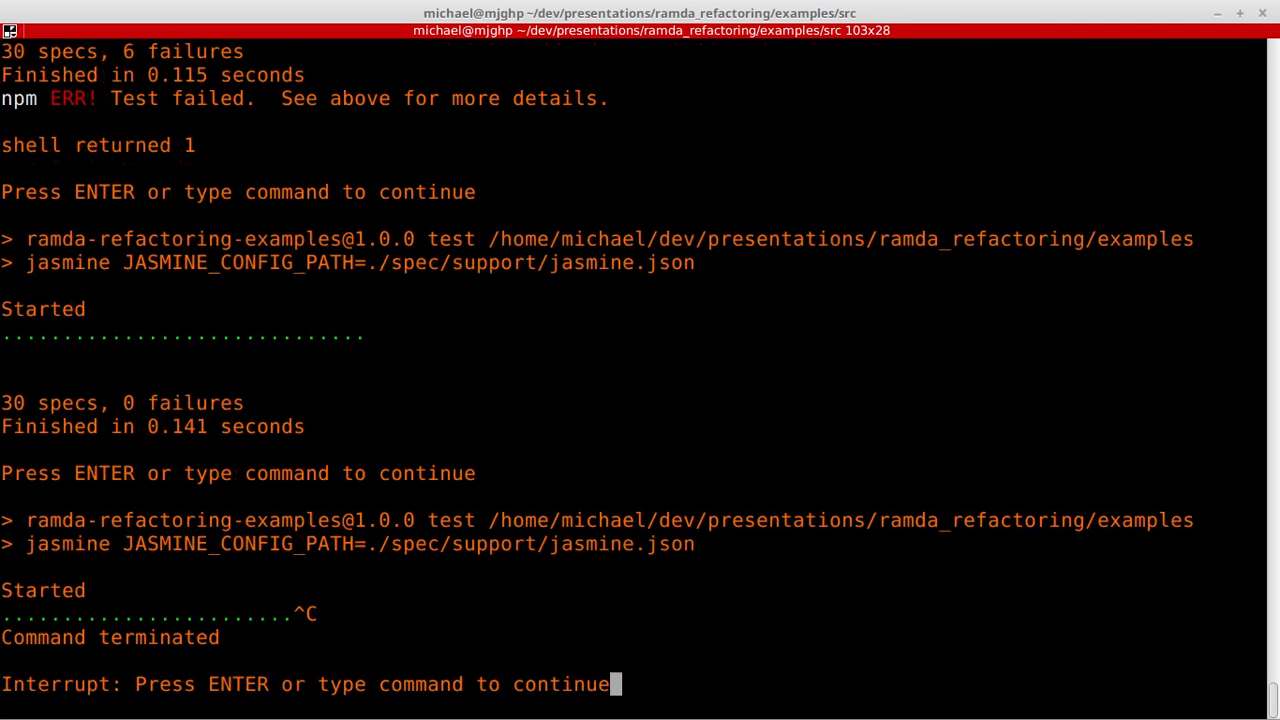 michael@mjghp ~/dev/presentations/ramda_refactoring/examples/src
michael@mjghp ~/dev/presentations/ramda_refactoring/examples/src 103x28
30 specs, 6 failures
Finished in 0.115 seconds
npm ERR! Test failed.  See above for more details.
shell returned 1
Press ENTER or type command to continue
> ramda-refactoring-examples@1.0.0 test /home/michael/dev/presentations/ramda_refactoring/examples
> jasmine JASMINE_CONFIG_PATH=./spec/support/jasmine.json
Started
..............................
30 specs, 0 failures
Finished in 0.141 seconds
Press ENTER or type command to continue
> ramda-refactoring-examples@1.0.0 test /home/michael/dev/presentations/ramda_refactoring/examples
> jasmine JASMINE_CONFIG_PATH=./spec/support/jasmine.json
Started
........................^C
Command terminated
Interrupt: Press ENTER or type command to continue